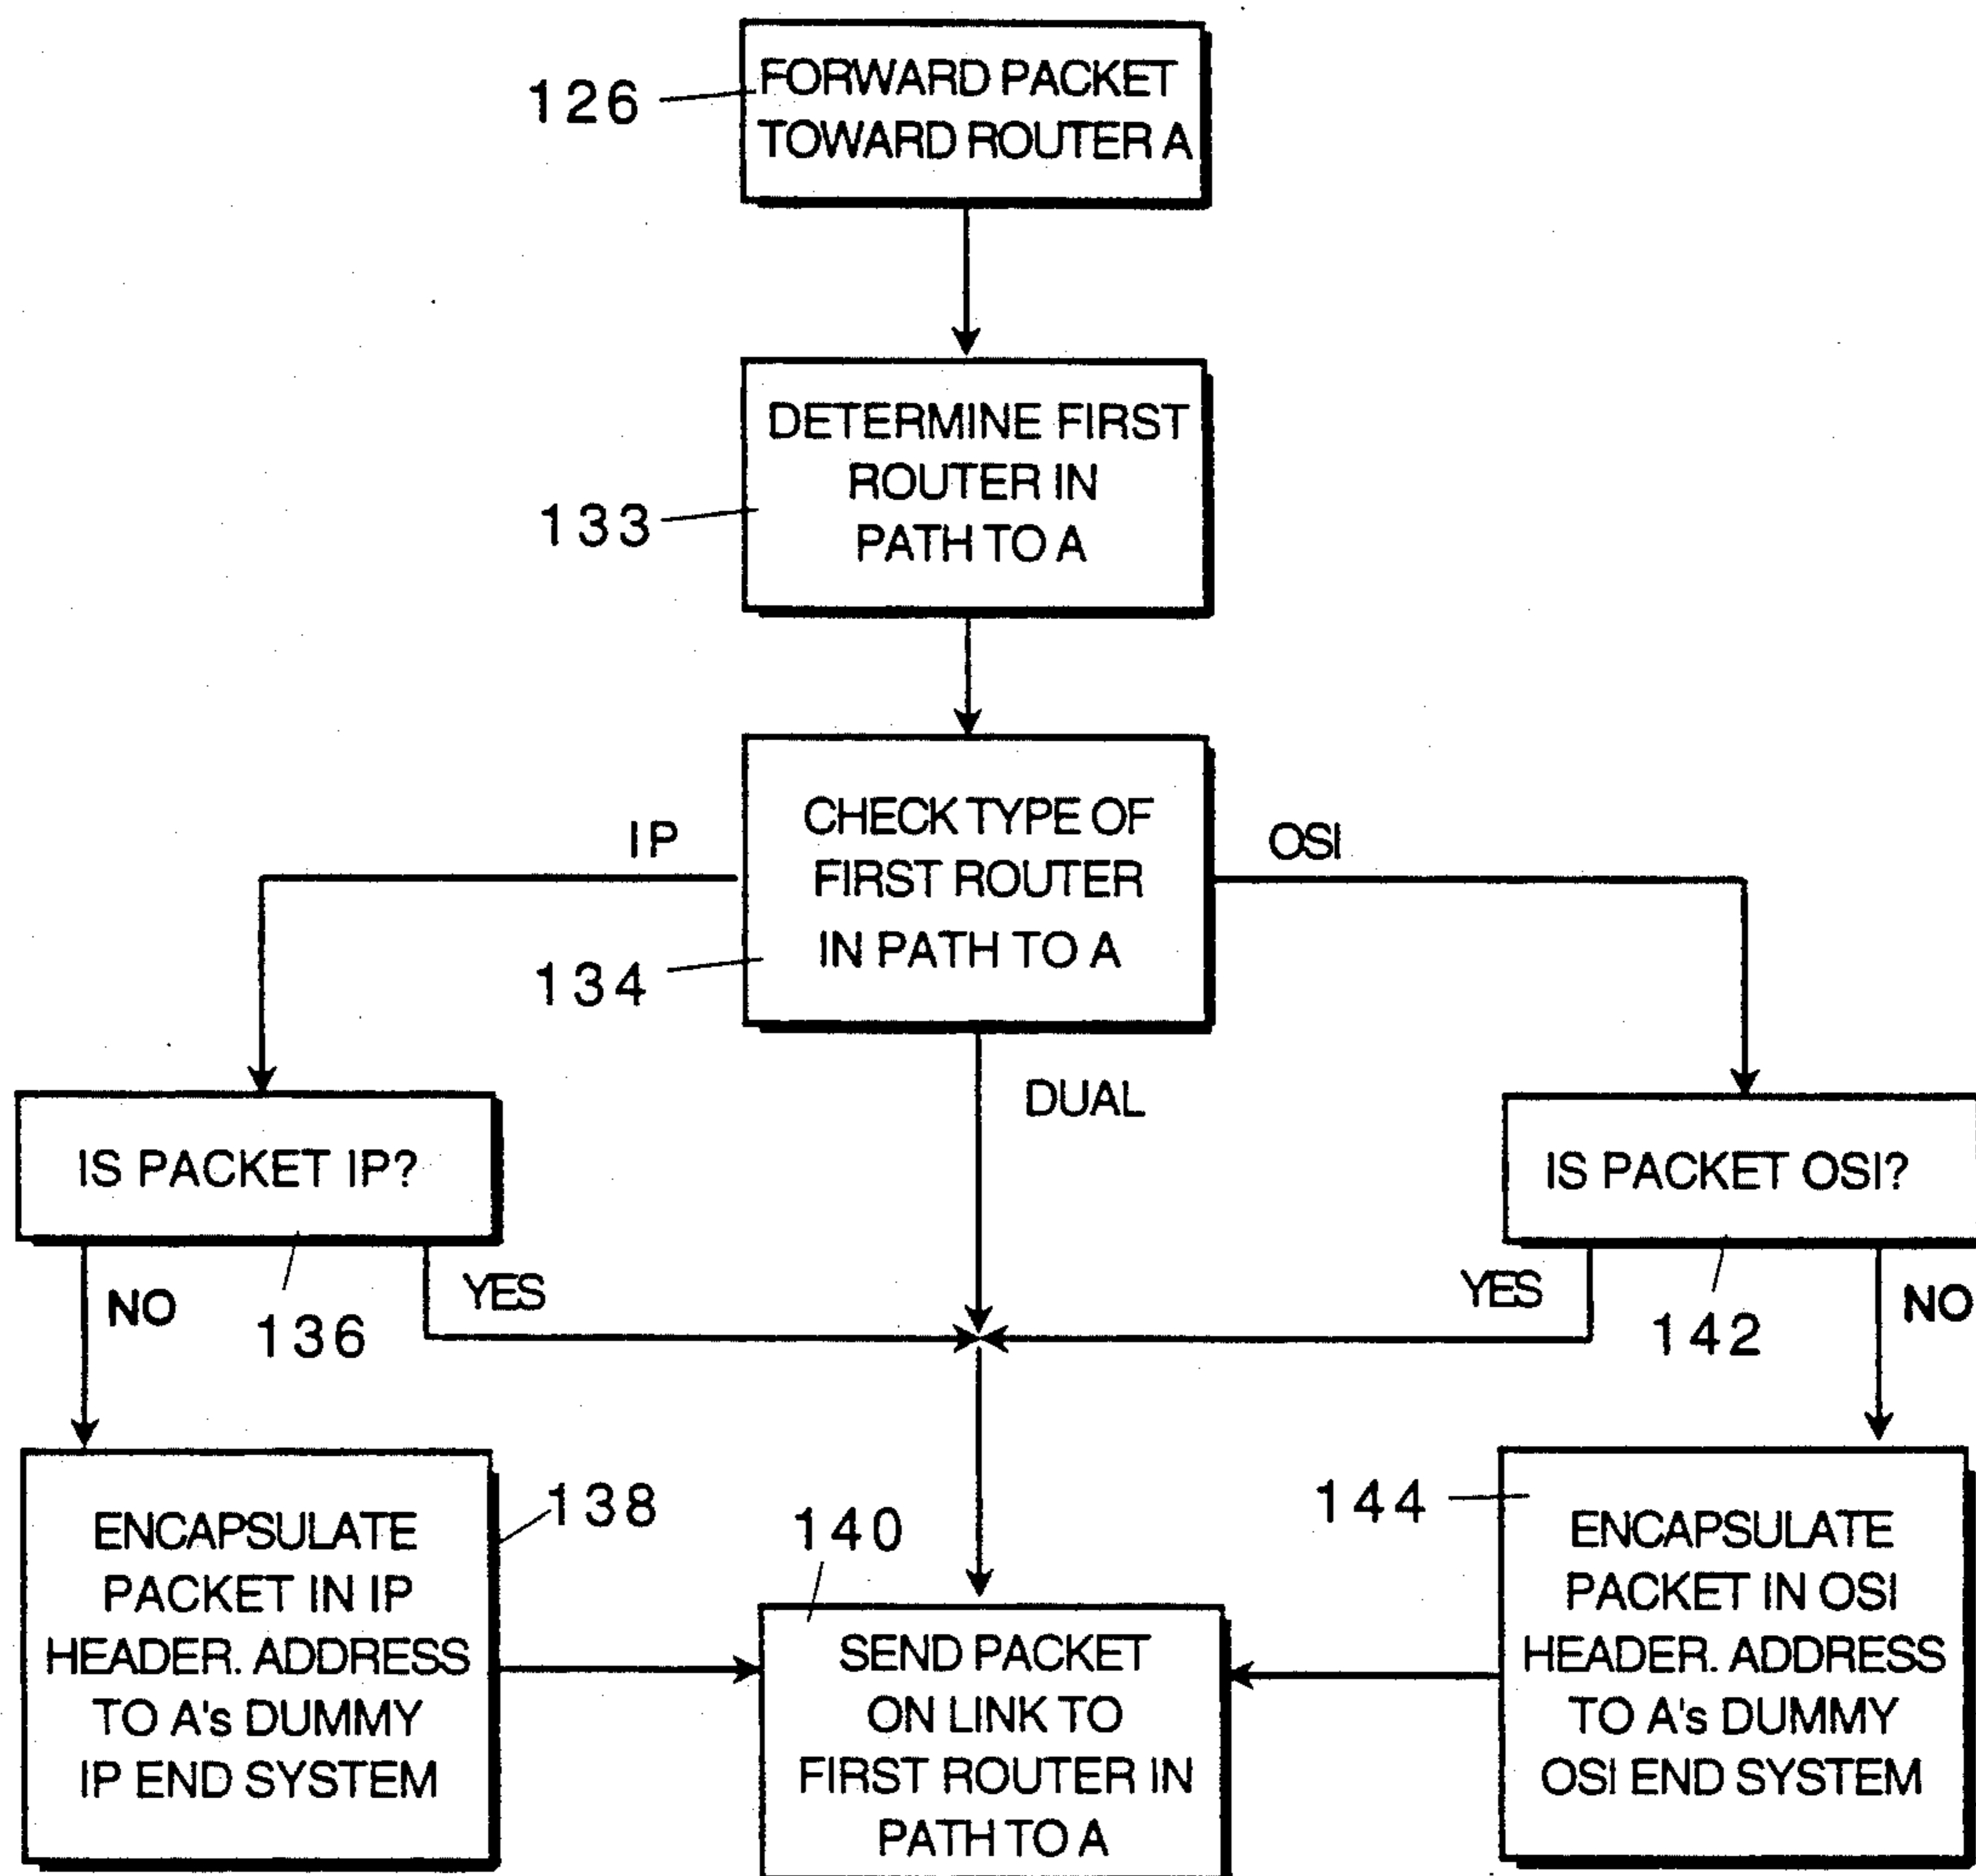 FORWARD PACKET
TOWARD ROUTER A
126
DETERMINE FIRST
ROUTER IN
PATH TO A
133
CHECK TYPE OF
FIRST ROUTER
IN PATH TO A
134
IP
OSI
DUAL
IS PACKET IP?
136
NO
YES
IS PACKET OSI?
142
YES
NO
ENCAPSULATE
PACKET IN IP
HEADER. ADDRESS
TO A's DUMMY
IP END SYSTEM
138
140
SEND PACKET
ON LINK TO
FIRST ROUTER IN
PATH TO A
144
ENCAPSULATE
PACKET IN OSI
HEADER. ADDRESS
TO A's DUMMY
OSI END SYSTEM